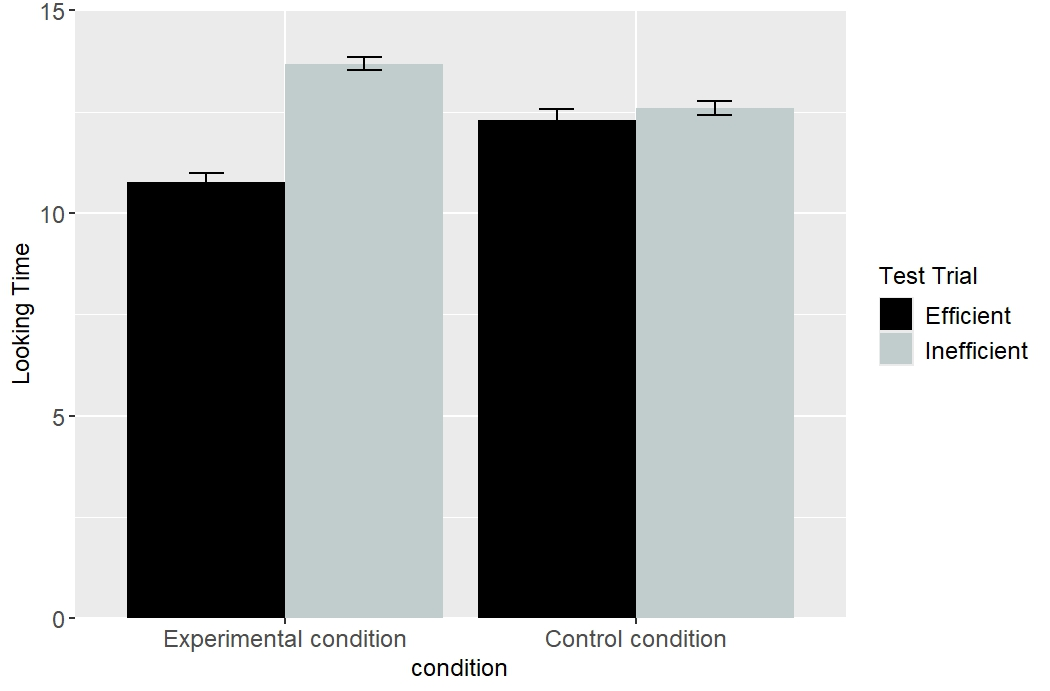 15
10
5
0
Looking Time
Experimental condition
Control condition
condition
Test Trial
Efficient
Inefficient